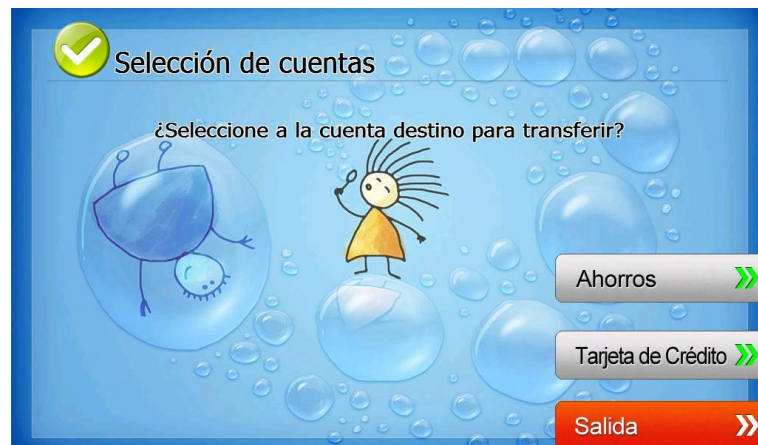 Selección de cuentas
¿Seleccione a la cuenta destino para transferir?
Ahorros
Tarjeta de Crédito
Salida